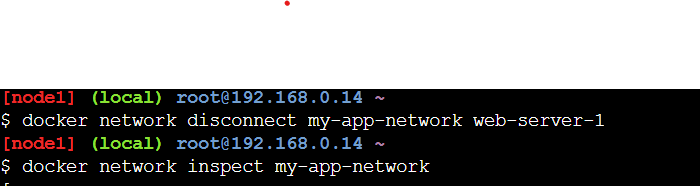 [node1] (local) root@192.168.0.14 ~
$ docker network disconnect my-app-network web-server-1
[node1] (local) root@192.168.0.14 ~
$ docker network inspect my-app-network
[